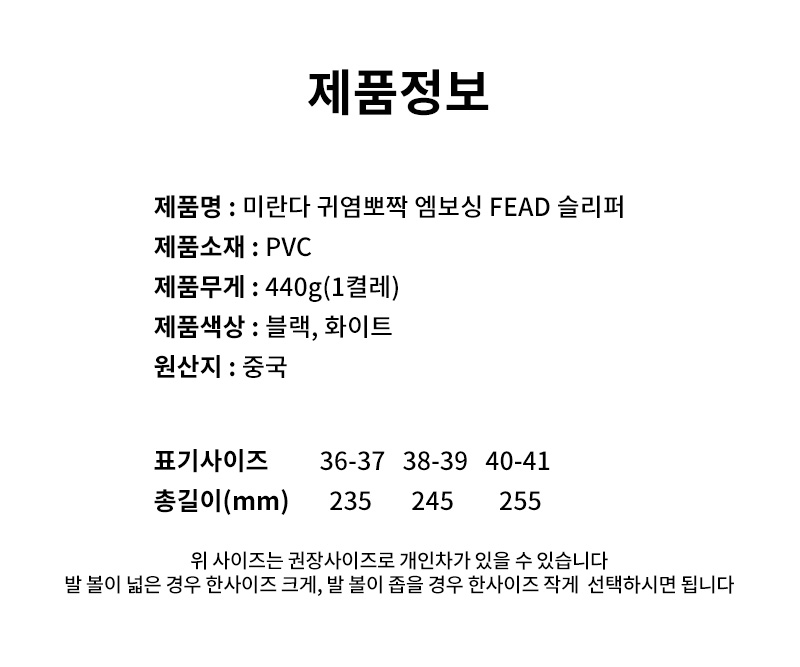 제품정보
제품명 : 미란다 귀염뽀짝 엠보싱 FEAD 슬리퍼
제품소재 : PVC
제품무게 : 440g(1켤레)
제품색상 : 블랙, 화이트
원산지 : 중국
표기사이즈 36-37 38-39 40-41
총길이(mm) 235 245 255
위 사이즈는 권장사이즈로 개인차가 있을 수 있습니다
발 볼이 넓은 경우 한사이즈 크게, 발 볼이 좁을 경우 한사이즈 작게 선택하시면 됩니다